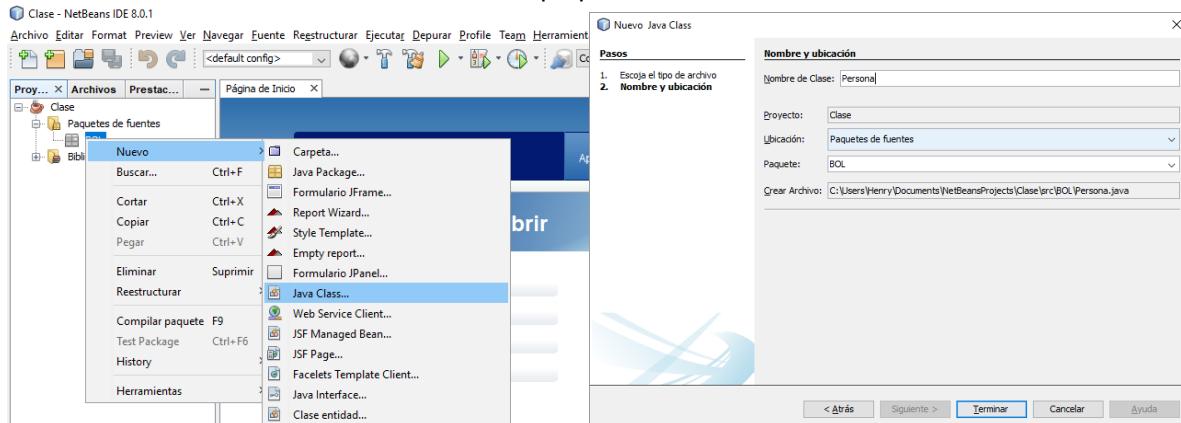 Clase - NetBeans IDE 8.0.1
Archivo Editar Format Preview Ver Navegar Fuente Reestructurar Ejecutar Depurar Profile Team Herramient
<default config>
Proy... Archivos Prestac...
Página de Inicio
Clase
Paquetes de fuentes
Bibl
Nuevo
Buscar... Ctrl+F
Cortar Ctrl+X
Copiar Ctrl+C
Pegar Ctrl+V
Eliminar Suprimir
Reestructurar
Compilar paquete F9
Test Package Ctrl+F6
History
Herramientas
Carpeta...
Java Package...
Formulario JFrame...
Report Wizard...
Style Template...
Empty report...
Formulario JPanel...
Java Class...
Web Service Client...
JSF Managed Bean...
JSF Page...
Facelets Template Client...
Java Interface...
Clase entidad...
brir
Nuevo Java Class
Pasos
1. Escoja el tipo de archivo
2. Nombre y ubicación
Nombre y ubicación
Nombre de Clase: Persona
Proyecto: Clase
Ubicación: Paquetes de fuentes
Paquete: BOL
Crear Archivo: C:\Users\Henry\Documents\NetBeansProjects\Clase\src\BOL\Persona.java
< Atrás Siguiente > Terminar Cancelar Ayuda